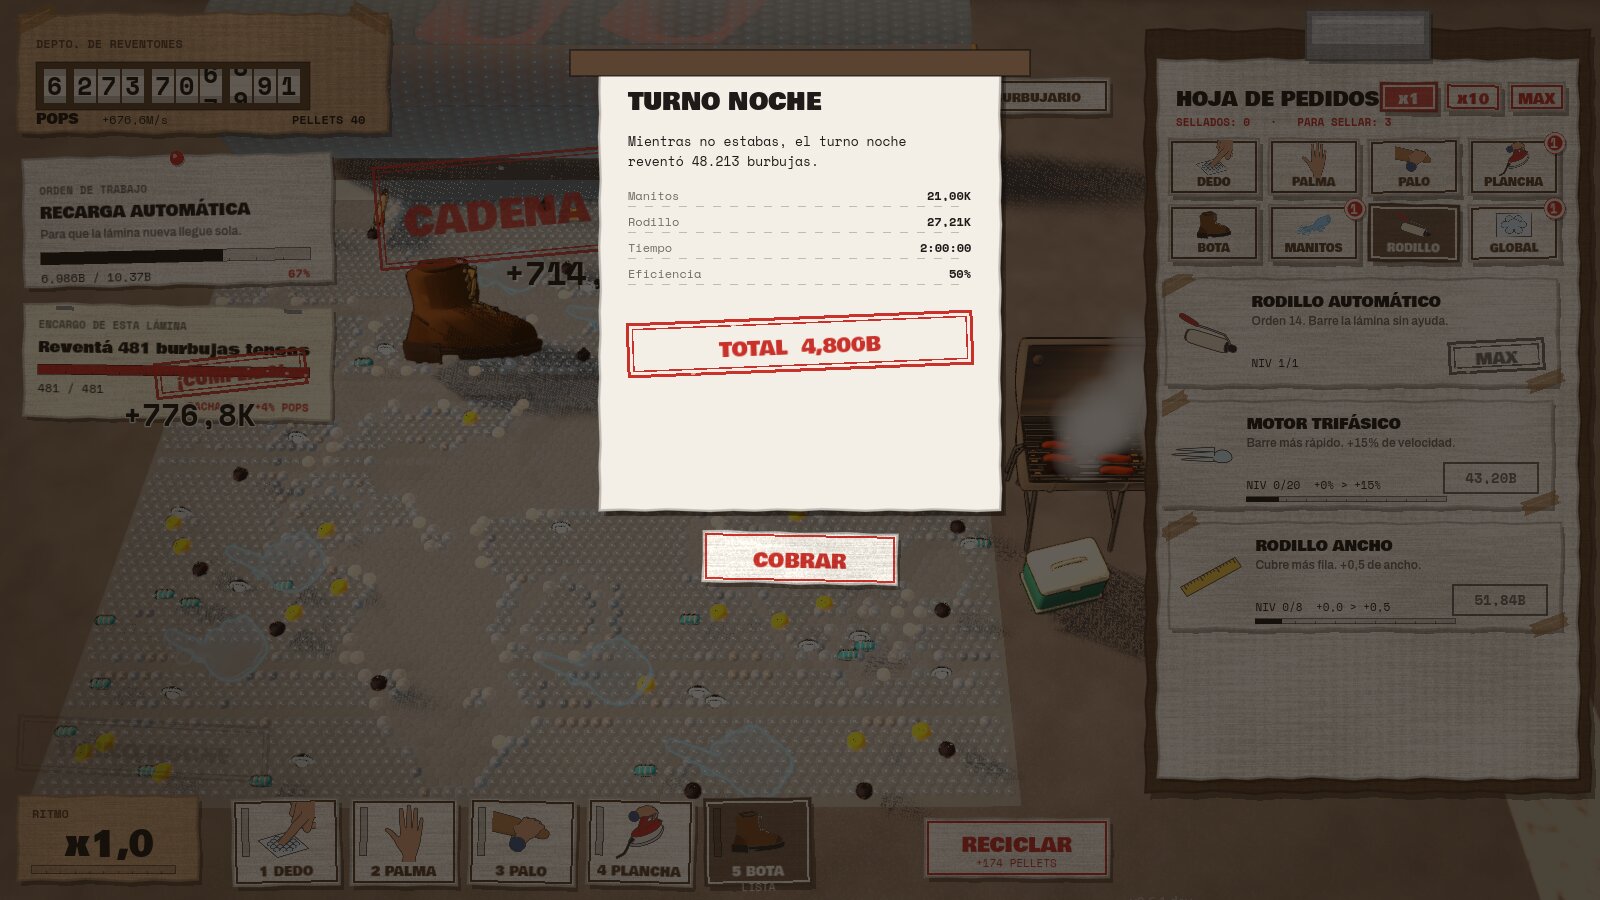 DEPTO. DE REVENTONES
POPS +676.6M/s PELLETS 40
ORDEN DE TRABAJO
RECARGA AUTOMÁTICA
Para que la lámina nueva llegue sola.
6.986B / 10.37B 67%
ENCARGO DE ESTA LÁMINA
Reventá 481 burbujas tensas
481 / 481
+4% POPS
+776,8K
CADENA
+714,
TURNO NOCHE
Mientras no estabas, el turno noche
reventó 48.213 burbujas.
Manitos 21,00K
Rodillo 27,21K
Tiempo 2:00:00
Eficiencia 50%
TOTAL 4,800B
COBRAR
HOJA DE PEDIDOS x1 x10 MAX
SELLADOS: 0 · PARA SELLAR: 3
DEDO PALMA PALO PLANCHA 1
BOTA MANITOS 1 RODILLO GLOBAL 1
RODILLO AUTOMÁTICO
Orden 14. Barre la lámina sin ayuda.
NIV 1/1 MAX
MOTOR TRIFÁSICO
Barre más rápido. +15% de velocidad.
NIV 0/20 +0% > +15% 43,20B
RODILLO ANCHO
Cubre más fila. +0,5 de ancho.
NIV 0/8 +0,0 > +0,5 51,84B
RITMO
x1,0
1 DEDO 2 PALMA 3 PALO 4 PLANCHA 5 BOTA
LISTA
RECICLAR
+174 PELLETS